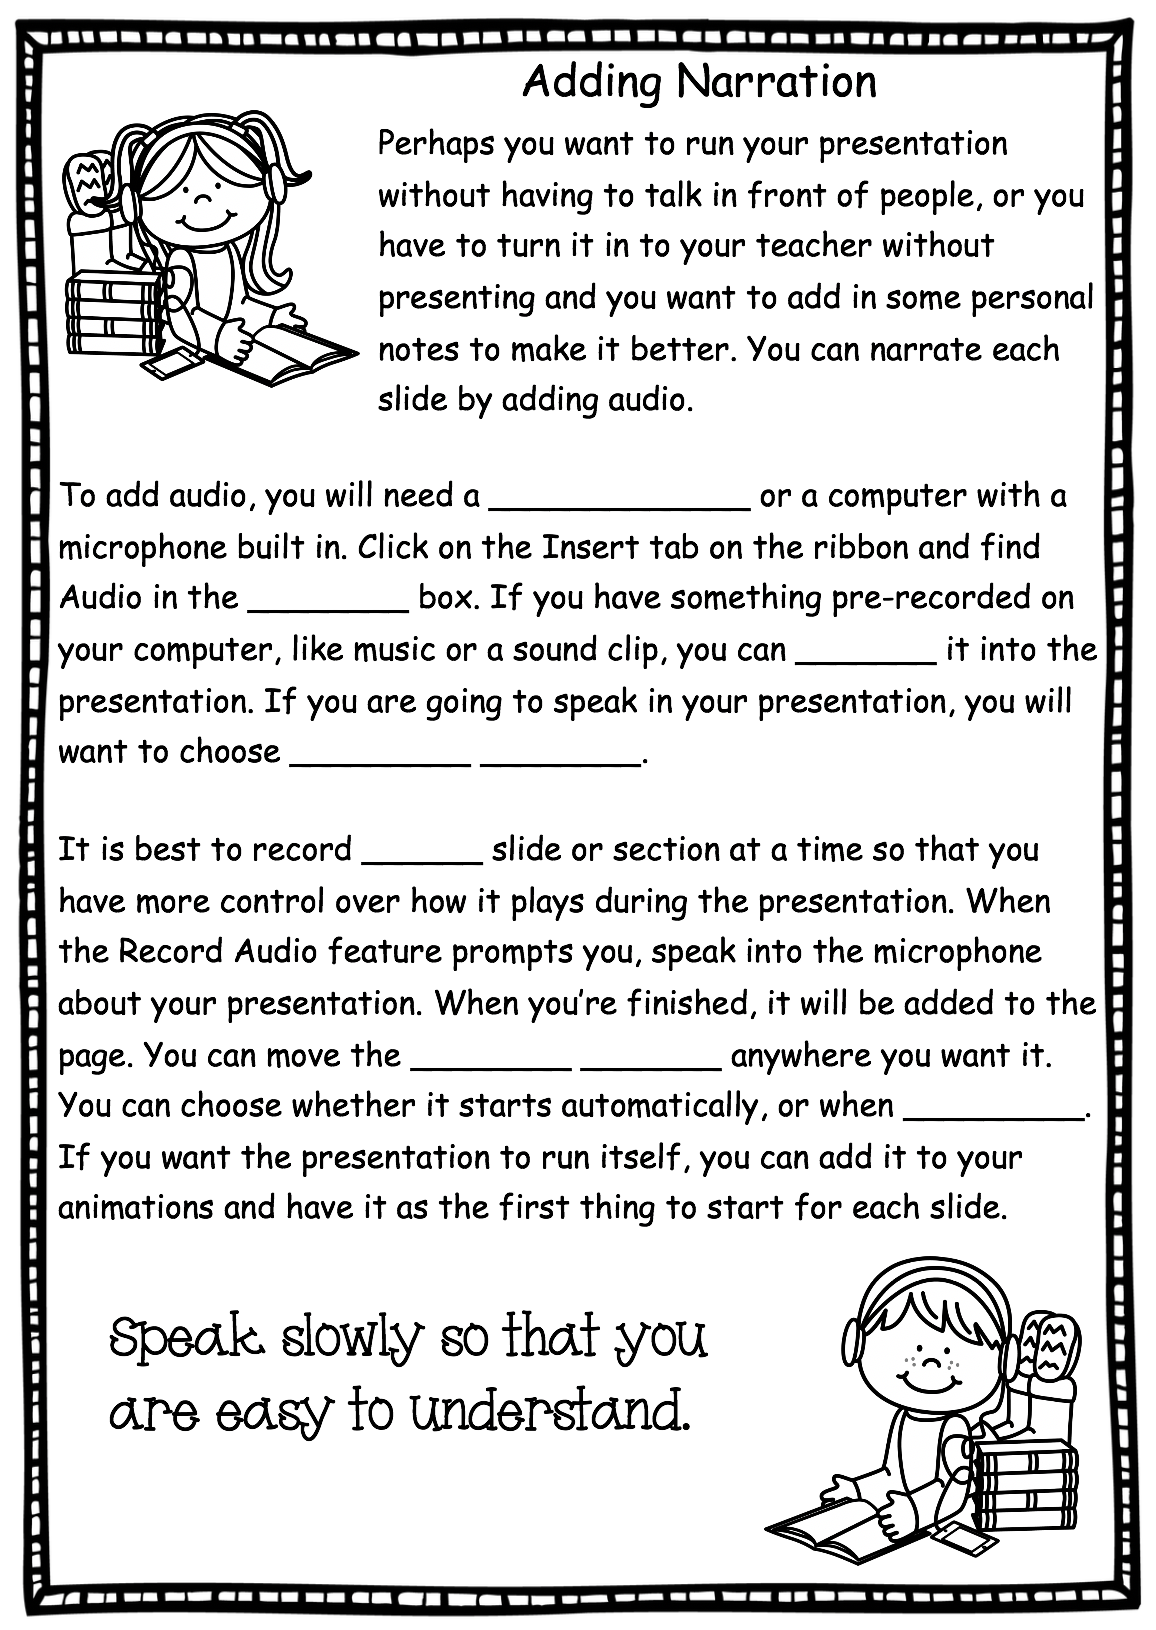 Adding Narration
Perhaps you want to run your presentation
without having to talk in front of people, or you
have to turn it in to your teacher without
presenting and you want to add in some personal
notes to make it better. You can narrate each
slide by adding audio.
To add audio, you will need a _____________ or a computer with a
microphone built in. Click on the Insert tab on the ribbon and find
Audio in the ________ box. If you have something pre-recorded on
your computer, like music or a sound clip, you can _______ it into the
presentation. If you are going to speak in your presentation, you will
want to choose _________ ________.
It is best to record ______ slide or section at a time so that you
have more control over how it plays during the presentation. When
the Record Audio feature prompts you, speak into the microphone
about your presentation. When you’re finished, it will be added to the
page. You can move the ________ _______ anywhere you want it.
You can choose whether it starts automatically, or when _________.
If you want the presentation to run itself, you can add it to your
animations and have it as the first thing to start for each slide.
Speak slowly so that you
are easy to understand.